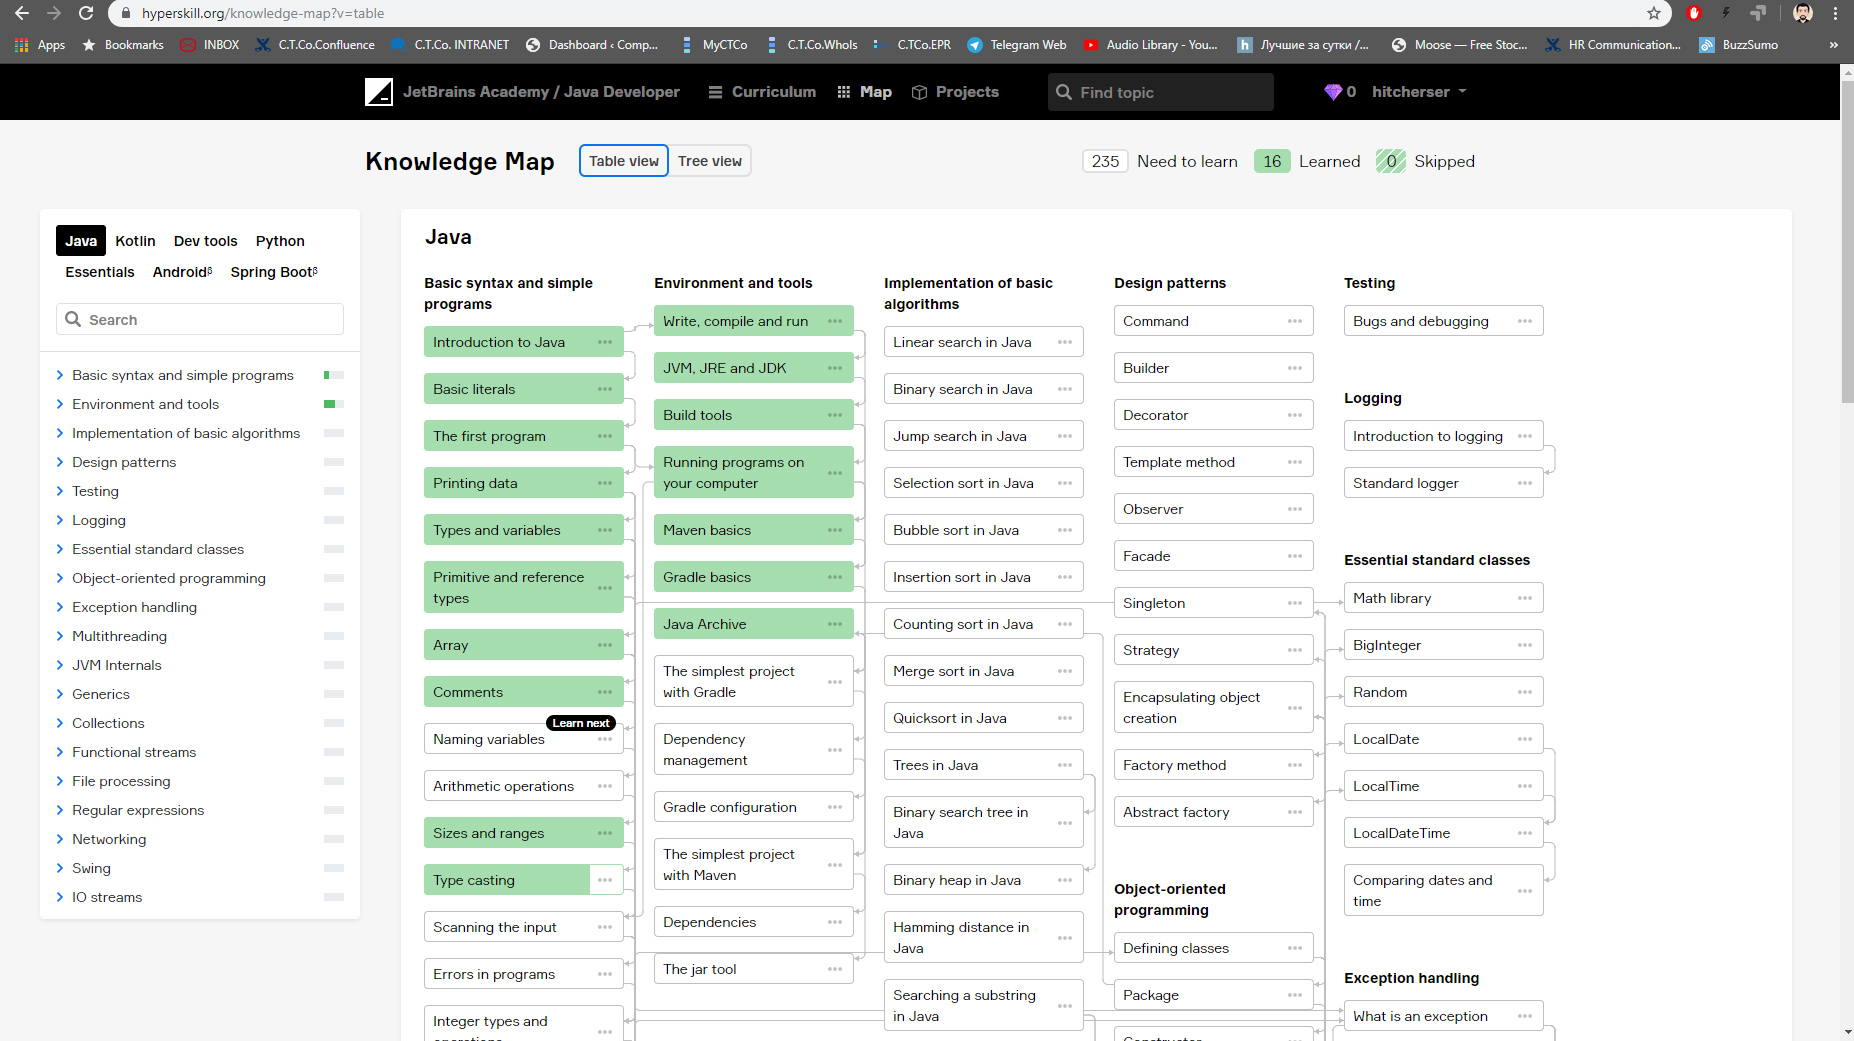 hyperskill.org/knowledge-map?v=table
Apps
Bookmarks
INBOX
C.T.Co.Confluence
C.T.Co. INTRANET
Dashboard ‹ Comp...
MyCTCo
C.T.Co.WhoIs
C.TCo.EPR
Telegram Web
Audio Library - You...
Лучшие за сутки /...
Moose — Free Stoc...
HR Communication...
BuzzSumo
»
JetBrains Academy / Java Developer
Curriculum
Map
Projects
Find topic
0
hitcherser
Knowledge Map
Table view
Tree view
235 Need to learn
16 Learned
0 Skipped
Java Kotlin Dev tools Python
Essentials Androidᵝ Spring Bootᵝ
Search
Basic syntax and simple programs
Environment and tools
Implementation of basic algorithms
Design patterns
Testing
Logging
Essential standard classes
Object-oriented programming
Exception handling
Multithreading
JVM Internals
Generics
Collections
Functional streams
File processing
Regular expressions
Networking
Swing
IO streams
Java
Basic syntax and simple
programs
Introduction to Java
Basic literals
The first program
Printing data
Types and variables
Primitive and reference
types
Array
Comments
Learn next
Naming variables
Arithmetic operations
Sizes and ranges
Type casting
Scanning the input
Errors in programs
Integer types and
operations
Environment and tools
Write, compile and run
JVM, JRE and JDK
Build tools
Running programs on
your computer
Maven basics
Gradle basics
Java Archive
The simplest project
with Gradle
Dependency
management
Gradle configuration
The simplest project
with Maven
Dependencies
The jar tool
Implementation of basic
algorithms
Linear search in Java
Binary search in Java
Jump search in Java
Selection sort in Java
Bubble sort in Java
Insertion sort in Java
Counting sort in Java
Merge sort in Java
Quicksort in Java
Trees in Java
Binary search tree in
Java
Binary heap in Java
Hamming distance in
Java
Searching a substring
in Java
Design patterns
Command
Builder
Decorator
Template method
Observer
Facade
Singleton
Strategy
Encapsulating object
creation
Factory method
Abstract factory
Object-oriented
programming
Defining classes
Package
Constructor
Testing
Bugs and debugging
Logging
Introduction to logging
Standard logger
Essential standard classes
Math library
BigInteger
Random
LocalDate
LocalTime
LocalDateTime
Comparing dates and
time
Exception handling
What is an exception